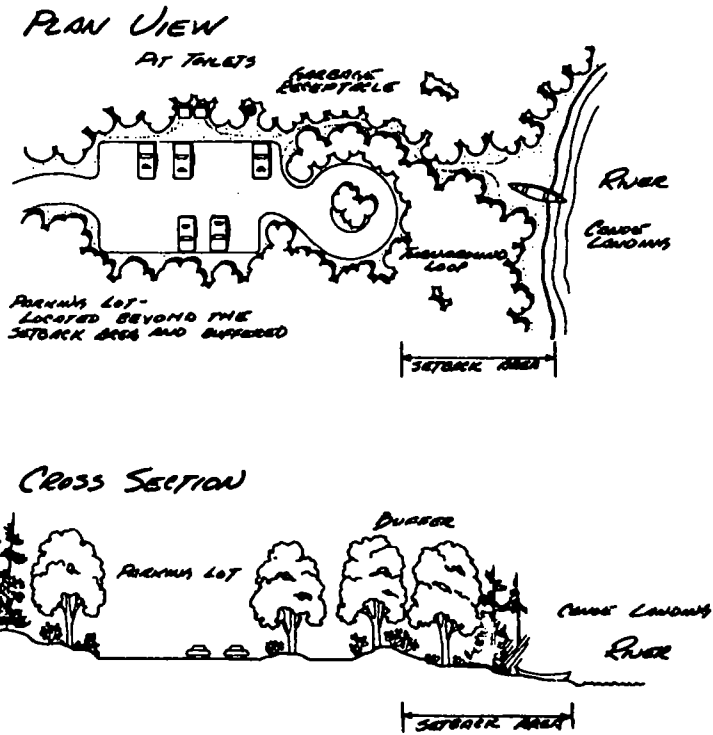 PLAN VIEW
PIT TOILETS
GARBAGE
RECEPTACLE
RIVER
CANOE
LANDING
TURNAROUND
LOOP
PARKING LOT-
LOCATED BEYOND THE
SETBACK AREA AND BUFFERED
SETBACK AREA
CROSS SECTION
BUFFER
PARKING LOT
CANOE LANDING
RIVER
SETBACK AREA